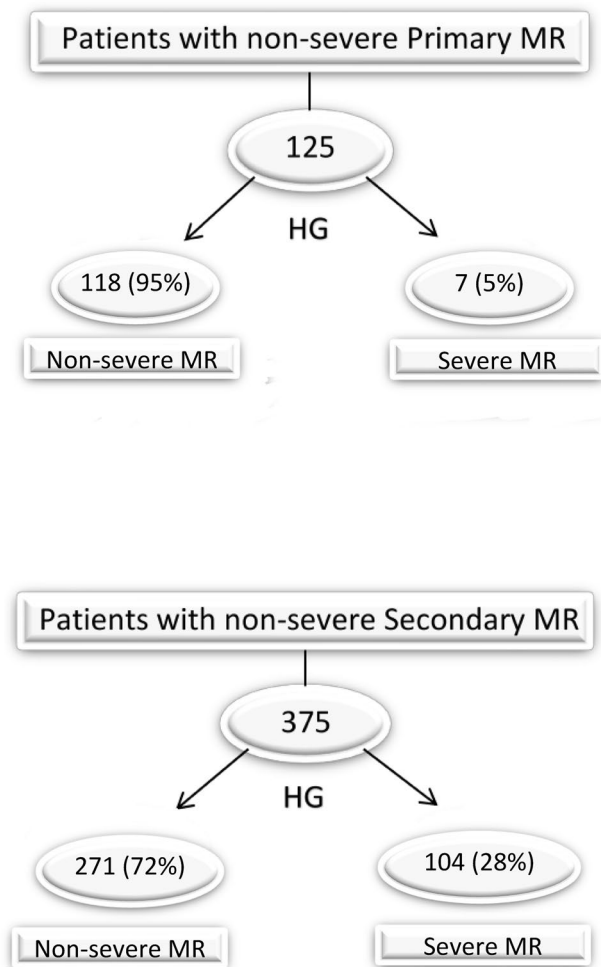 Patients with non-severe Primary MR
125
HG
118 (95%)
7 (5%)
Non-severe MR
Severe MR
Patients with non-severe Secondary MR
375
HG
271 (72%)
104 (28%)
Non-severe MR
Severe MR